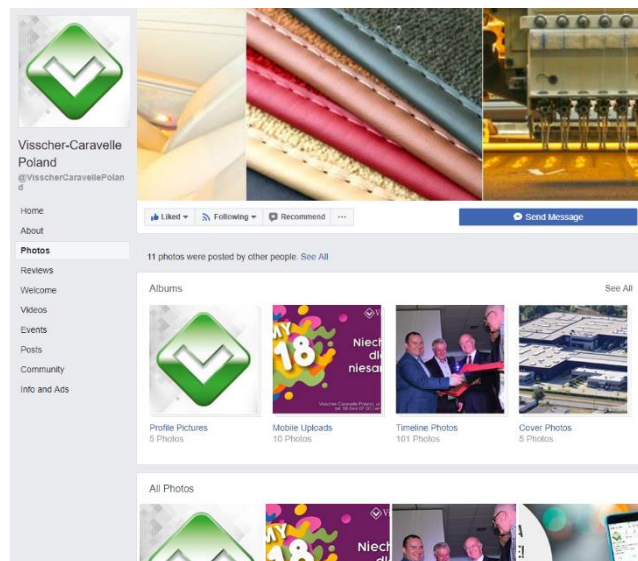 Visscher-Caravelle
Poland
@VisscherCaravellePolan
d
Home
About
Photos
Reviews
Welcome
Videos
Events
Posts
Community
Info and Ads
Liked
Following
Recommend
Send Message
11 photos were posted by other people. See All
Albums
See All
MY
18
Niech
Profile Pictures
5 Photos
Mobile Uploads
10 Photos
Timeline Photos
101 Photos
Cover Photos
5 Photos
All Photos
MY
18
Niech